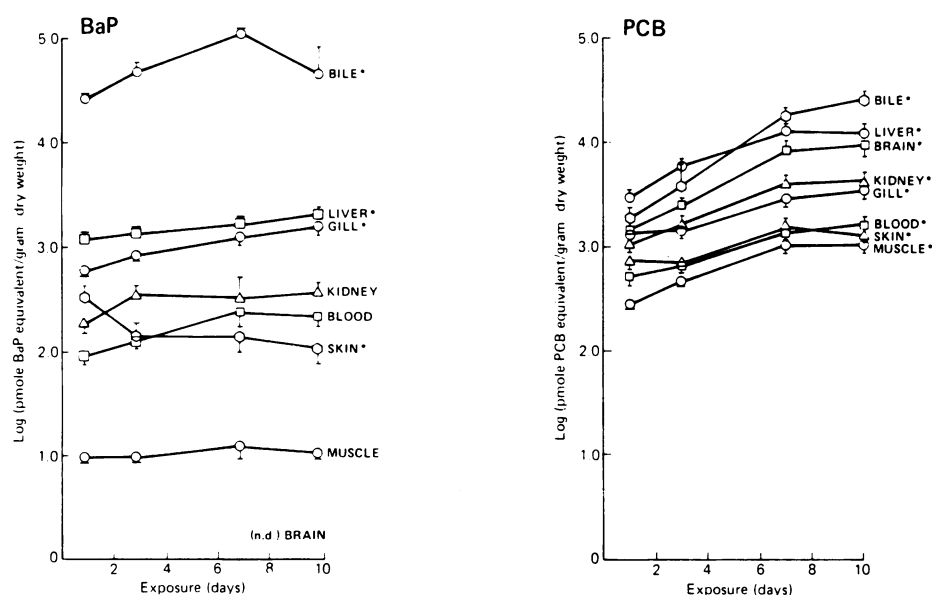 BaP
5.0
4.0
3.0
2.0
1.0
0
Log (pmole BaP equivalent/gram dry weight)
BILE*
LIVER*
GILL*
KIDNEY
BLOOD
SKIN*
MUSCLE
(n.d) BRAIN
2 4 6 8 10
Exposure (days)
PCB
5.0
4.0
3.0
2.0
1.0
0
Log (pmole PCB equivalent/gram dry weight)
BILE*
LIVER*
BRAIN*
KIDNEY*
GILL*
BLOOD*
SKIN*
MUSCLE*
2 4 6 8 10
Exposure (days)